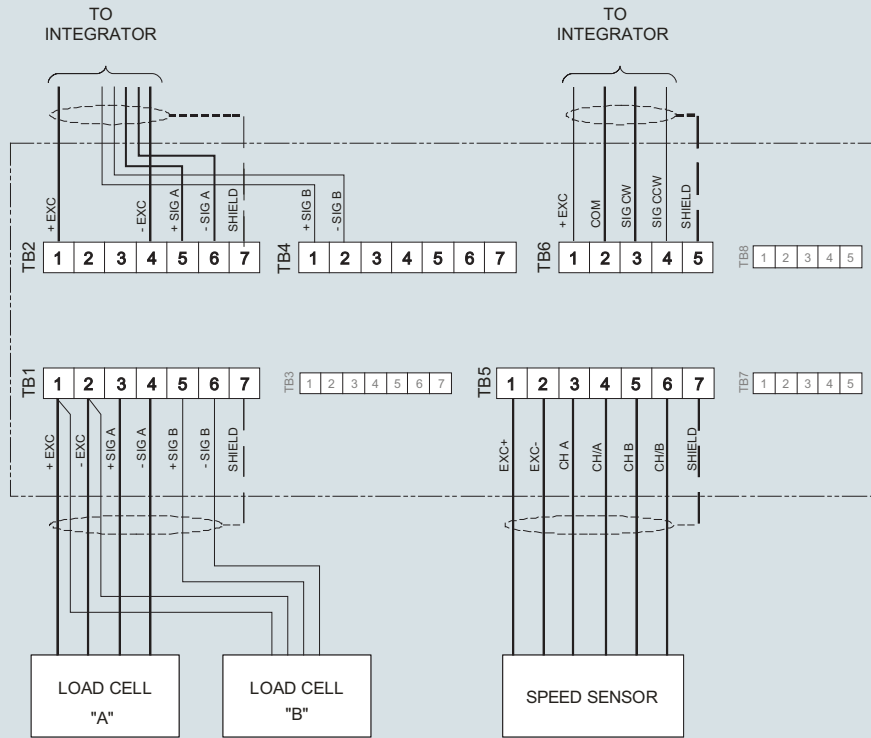 TO
INTEGRATOR
TO
INTEGRATOR
+ EXC
- EXC
+ SIG A
- SIG A
SHIELD
+ SIG B
- SIG B
+ EXC
COM
SIG CW
SIG CCW
SHIELD
TB2 1 2 3 4 5 6 7
TB4 1 2 3 4 5 6 7
TB6 1 2 3 4 5
TB8 1 2 3 4 5
TB1 1 2 3 4 5 6 7
TB3 1 2 3 4 5 6 7
TB5 1 2 3 4 5 6 7
TB7 1 2 3 4 5
+ EXC
- EXC
+ SIG A
- SIG A
+ SIG B
- SIG B
SHIELD
EXC+
EXC-
CH A
CH/A
CH B
CH/B
SHIELD
LOAD CELL
"A"
LOAD CELL
"B"
SPEED SENSOR